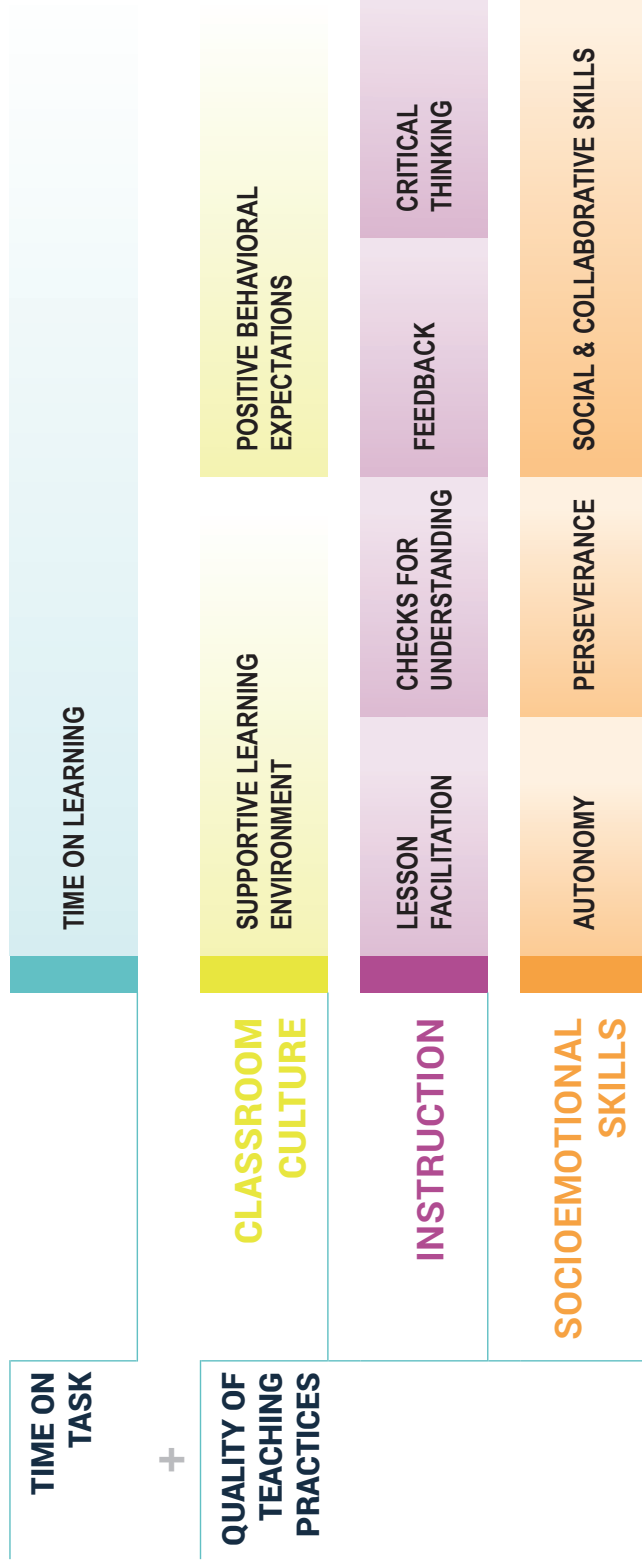 TIME ON
TASK
TIME ON LEARNING
+
QUALITY OF
TEACHING
PRACTICES
CLASSROOM
CULTURE
SUPPORTIVE LEARNING
ENVIRONMENT
POSITIVE BEHAVIORAL
EXPECTATIONS
INSTRUCTION
LESSON
FACILITATION
CHECKS FOR
UNDERSTANDING
FEEDBACK
CRITICAL
THINKING
SOCIOEMOTIONAL
SKILLS
AUTONOMY
PERSEVERANCE
SOCIAL & COLLABORATIVE SKILLS